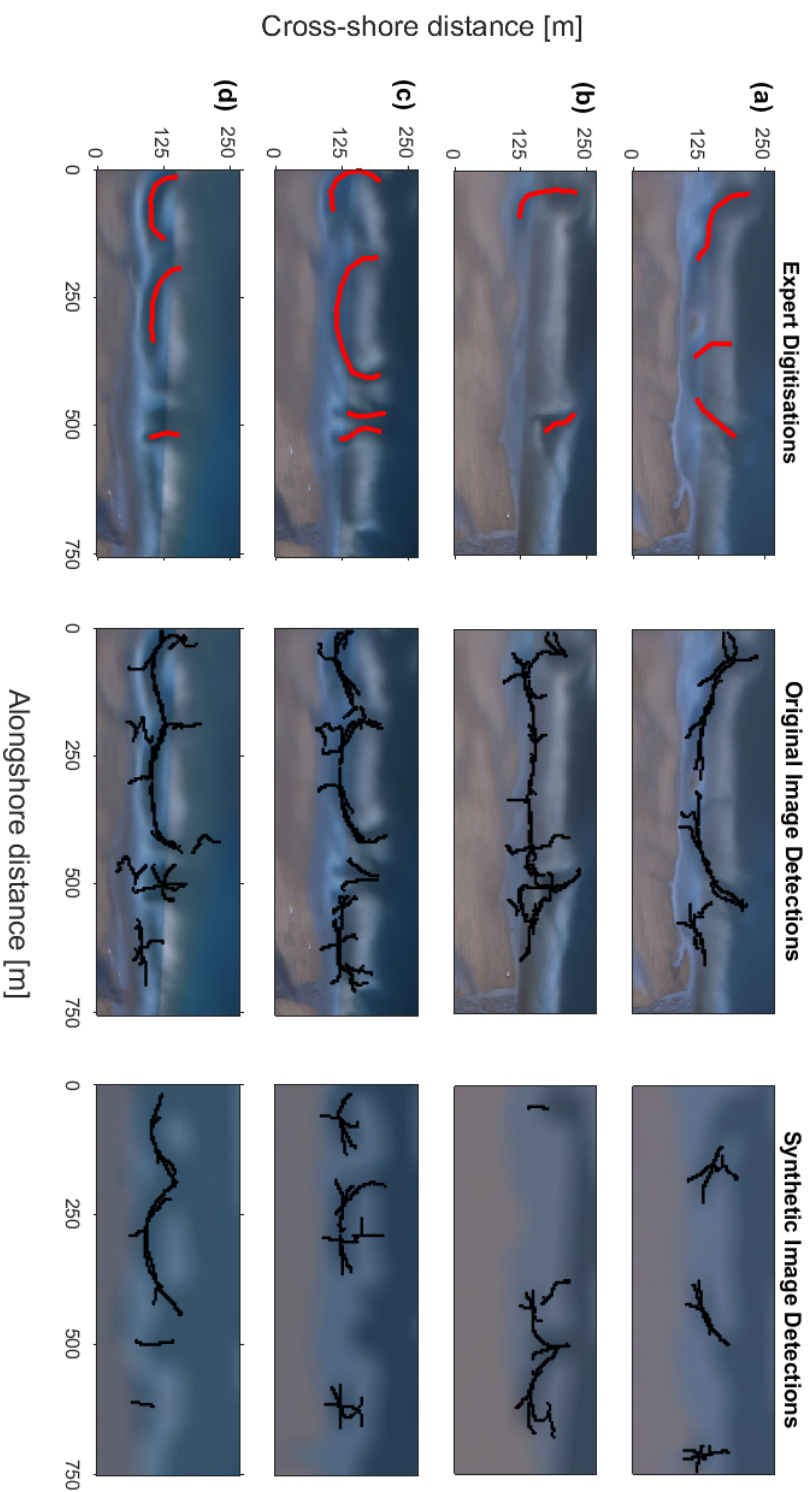 Expert Digitisations
Original Image Detections
Synthetic Image Detections
(a)
0
125
250
(b)
0
125
250
(c)
0
125
250
(d)
0
125
250
0
250
500
750
0
250
500
750
0
250
500
750
Cross-shore distance [m]
Alongshore distance [m]